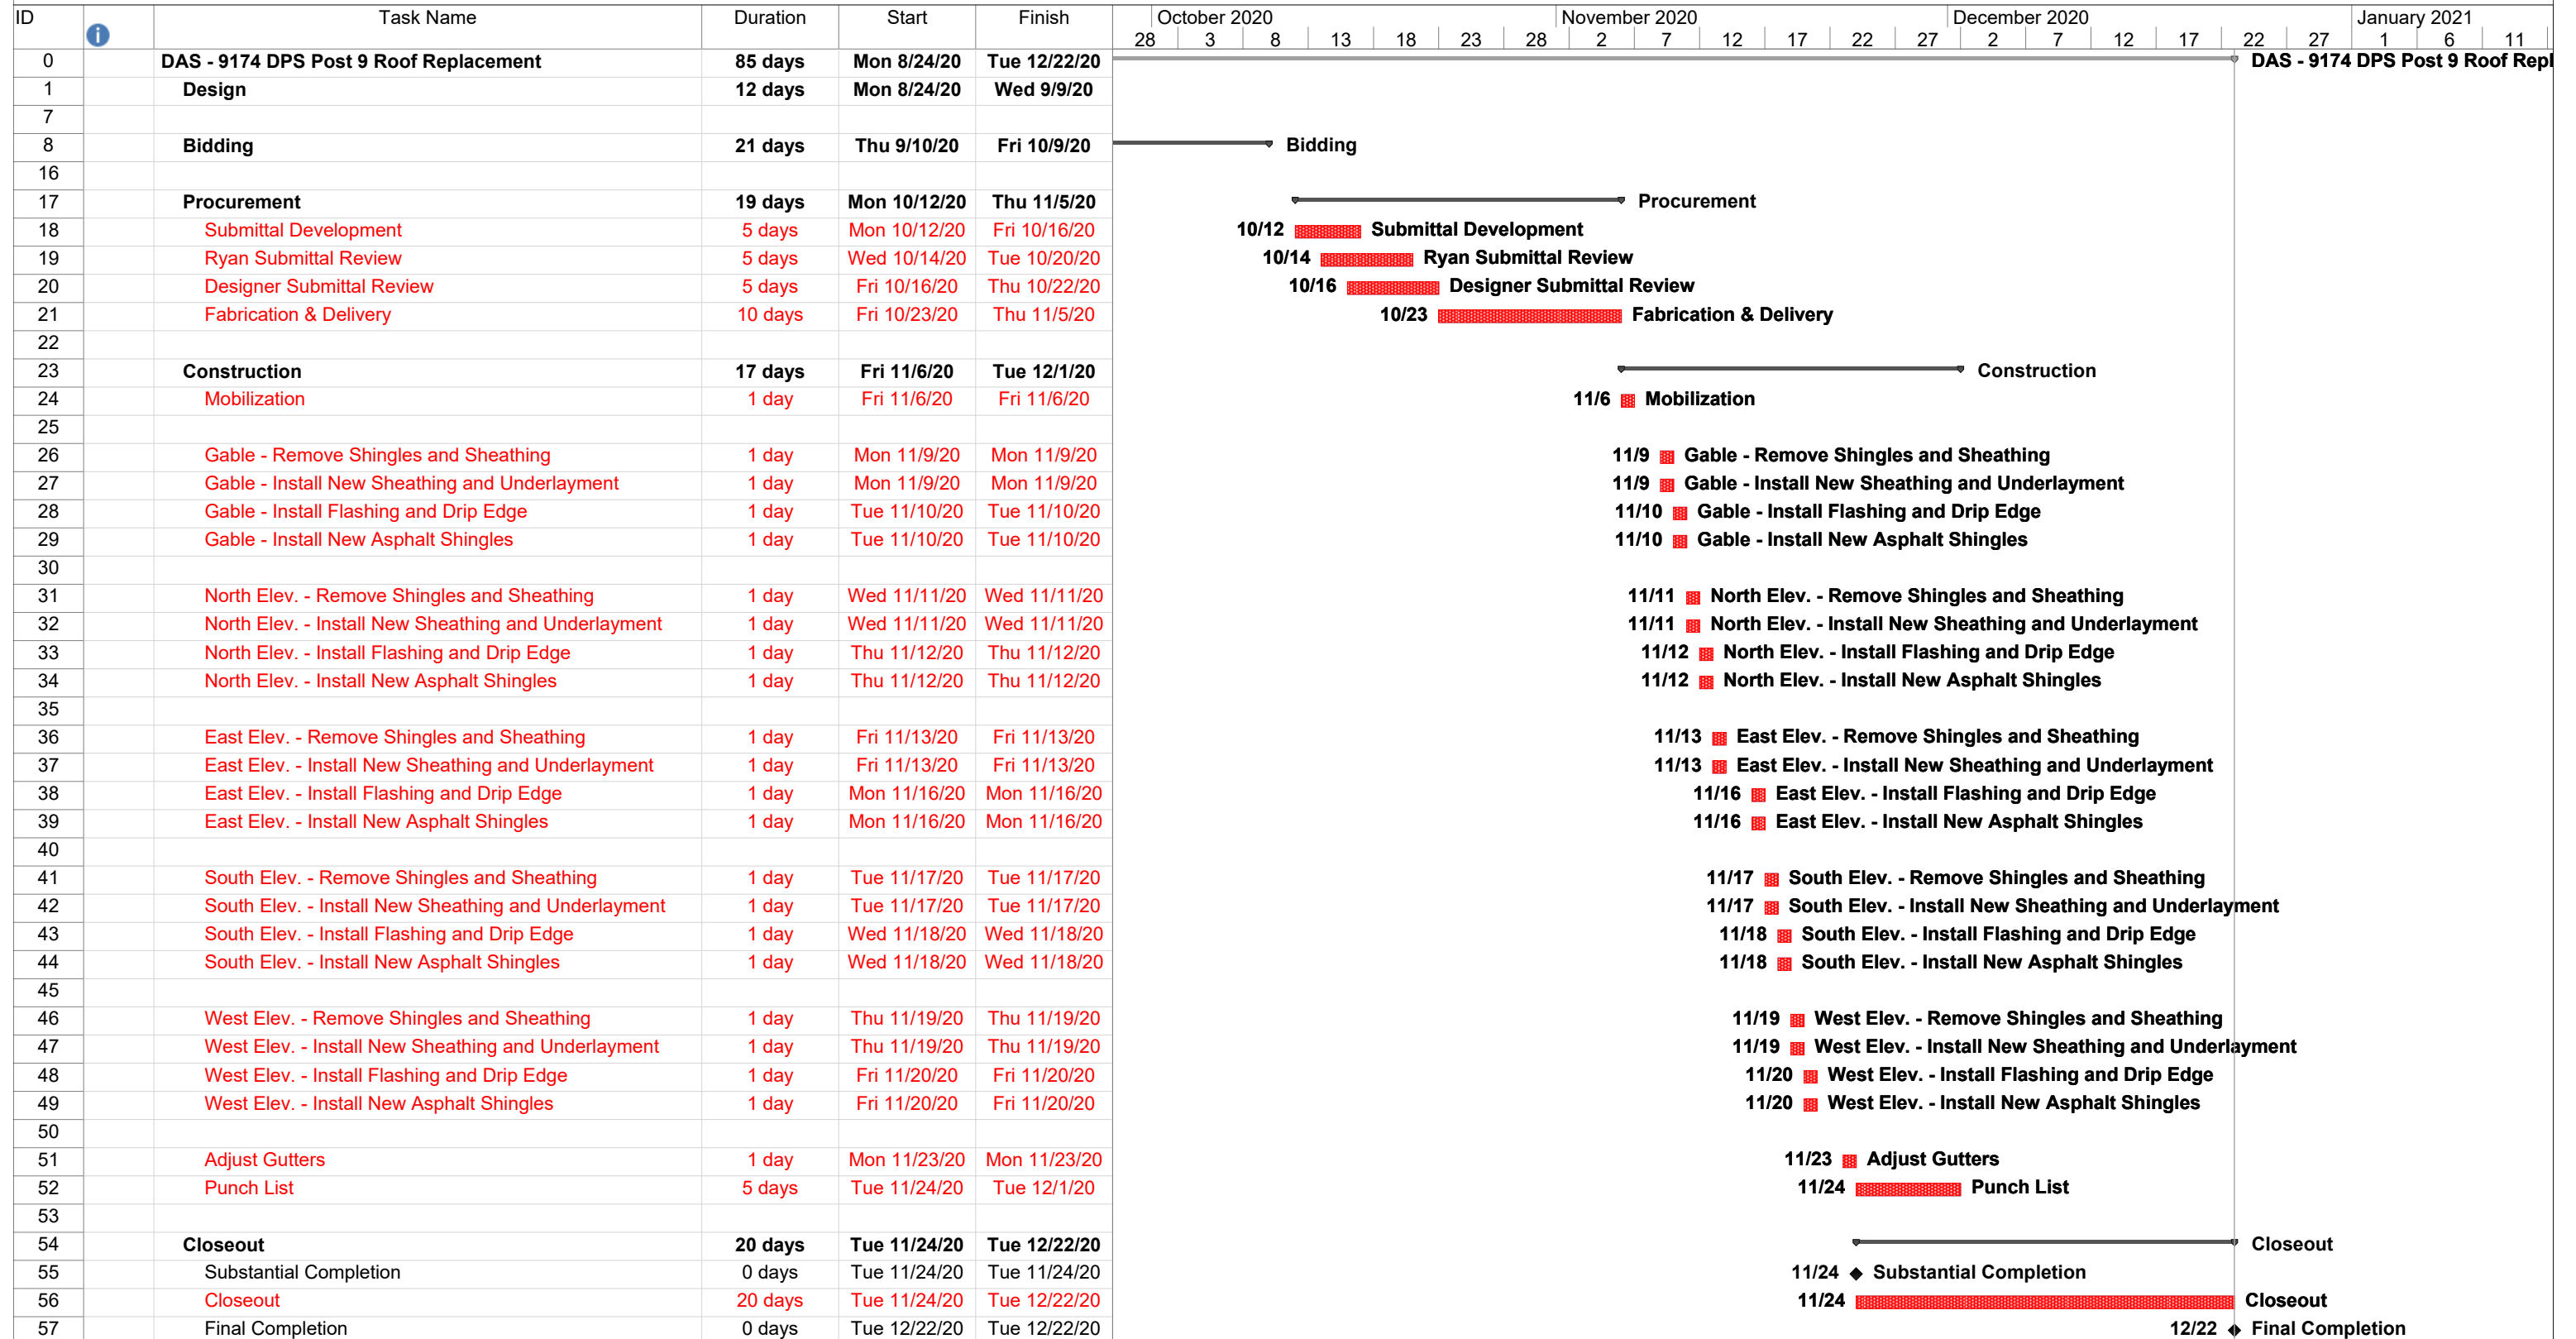 ID Task Name Duration Start Finish October 2020 November 2020 December 2020 January 2021
28 3 8 13 18 23 28 2 7 12 17 22 27 2 7 12 17 22 27 1 6 11
0 DAS - 9174 DPS Post 9 Roof Replacement 85 days Mon 8/24/20 Tue 12/22/20 DAS - 9174 DPS Post 9 Roof Repl
1 Design 12 days Mon 8/24/20 Wed 9/9/20
7
8 Bidding 21 days Thu 9/10/20 Fri 10/9/20 Bidding
16
17 Procurement 19 days Mon 10/12/20 Thu 11/5/20 Procurement
18 Submittal Development 5 days Mon 10/12/20 Fri 10/16/20 10/12 Submittal Development
19 Ryan Submittal Review 5 days Wed 10/14/20 Tue 10/20/20 10/14 Ryan Submittal Review
20 Designer Submittal Review 5 days Fri 10/16/20 Thu 10/22/20 10/16 Designer Submittal Review
21 Fabrication & Delivery 10 days Fri 10/23/20 Thu 11/5/20 10/23 Fabrication & Delivery
22
23 Construction 17 days Fri 11/6/20 Tue 12/1/20 Construction
24 Mobilization 1 day Fri 11/6/20 Fri 11/6/20 11/6 Mobilization
25
26 Gable - Remove Shingles and Sheathing 1 day Mon 11/9/20 Mon 11/9/20 11/9 Gable - Remove Shingles and Sheathing
27 Gable - Install New Sheathing and Underlayment 1 day Mon 11/9/20 Mon 11/9/20 11/9 Gable - Install New Sheathing and Underlayment
28 Gable - Install Flashing and Drip Edge 1 day Tue 11/10/20 Tue 11/10/20 11/10 Gable - Install Flashing and Drip Edge
29 Gable - Install New Asphalt Shingles 1 day Tue 11/10/20 Tue 11/10/20 11/10 Gable - Install New Asphalt Shingles
30
31 North Elev. - Remove Shingles and Sheathing 1 day Wed 11/11/20 Wed 11/11/20 11/11 North Elev. - Remove Shingles and Sheathing
32 North Elev. - Install New Sheathing and Underlayment 1 day Wed 11/11/20 Wed 11/11/20 11/11 North Elev. - Install New Sheathing and Underlayment
33 North Elev. - Install Flashing and Drip Edge 1 day Thu 11/12/20 Thu 11/12/20 11/12 North Elev. - Install Flashing and Drip Edge
34 North Elev. - Install New Asphalt Shingles 1 day Thu 11/12/20 Thu 11/12/20 11/12 North Elev. - Install New Asphalt Shingles
35
36 East Elev. - Remove Shingles and Sheathing 1 day Fri 11/13/20 Fri 11/13/20 11/13 East Elev. - Remove Shingles and Sheathing
37 East Elev. - Install New Sheathing and Underlayment 1 day Fri 11/13/20 Fri 11/13/20 11/13 East Elev. - Install New Sheathing and Underlayment
38 East Elev. - Install Flashing and Drip Edge 1 day Mon 11/16/20 Mon 11/16/20 11/16 East Elev. - Install Flashing and Drip Edge
39 East Elev. - Install New Asphalt Shingles 1 day Mon 11/16/20 Mon 11/16/20 11/16 East Elev. - Install New Asphalt Shingles
40
41 South Elev. - Remove Shingles and Sheathing 1 day Tue 11/17/20 Tue 11/17/20 11/17 South Elev. - Remove Shingles and Sheathing
42 South Elev. - Install New Sheathing and Underlayment 1 day Tue 11/17/20 Tue 11/17/20 11/17 South Elev. - Install New Sheathing and Underlayment
43 South Elev. - Install Flashing and Drip Edge 1 day Wed 11/18/20 Wed 11/18/20 11/18 South Elev. - Install Flashing and Drip Edge
44 South Elev. - Install New Asphalt Shingles 1 day Wed 11/18/20 Wed 11/18/20 11/18 South Elev. - Install New Asphalt Shingles
45
46 West Elev. - Remove Shingles and Sheathing 1 day Thu 11/19/20 Thu 11/19/20 11/19 West Elev. - Remove Shingles and Sheathing
47 West Elev. - Install New Sheathing and Underlayment 1 day Thu 11/19/20 Thu 11/19/20 11/19 West Elev. - Install New Sheathing and Underlayment
48 West Elev. - Install Flashing and Drip Edge 1 day Fri 11/20/20 Fri 11/20/20 11/20 West Elev. - Install Flashing and Drip Edge
49 West Elev. - Install New Asphalt Shingles 1 day Fri 11/20/20 Fri 11/20/20 11/20 West Elev. - Install New Asphalt Shingles
50
51 Adjust Gutters 1 day Mon 11/23/20 Mon 11/23/20 11/23 Adjust Gutters
52 Punch List 5 days Tue 11/24/20 Tue 12/1/20 11/24 Punch List
53
54 Closeout 20 days Tue 11/24/20 Tue 12/22/20 Closeout
55 Substantial Completion 0 days Tue 11/24/20 Tue 11/24/20 11/24 Substantial Completion
56 Closeout 20 days Tue 11/24/20 Tue 12/22/20 11/24 Closeout
57 Final Completion 0 days Tue 12/22/20 Tue 12/22/20 12/22 Final Completion